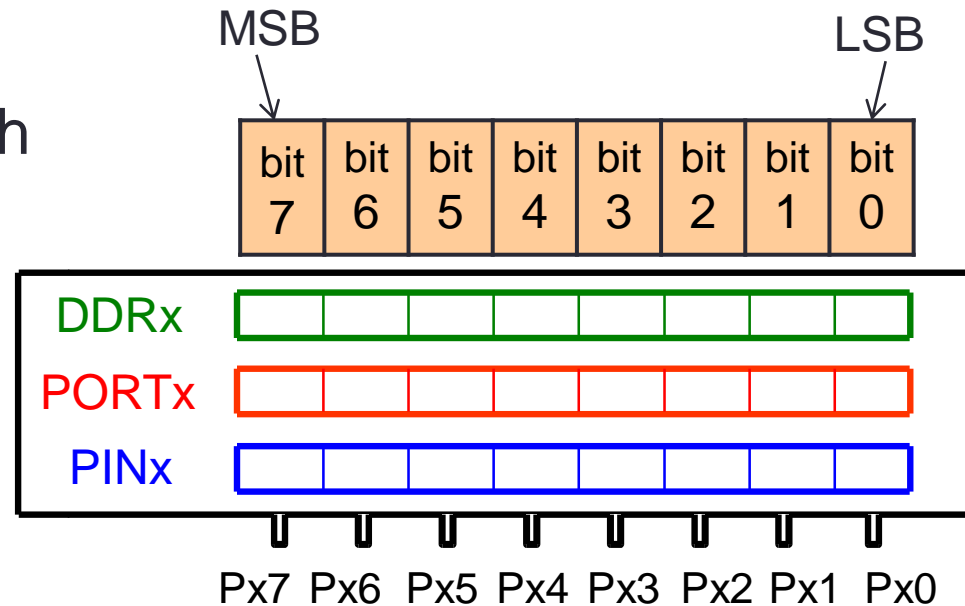 MSB LSB
h
bit bit bit bit bit bit bit bit
7 6 5 4 3 2 1 0
DDRx
PORTx
PINx
Px7 Px6 Px5 Px4 Px3 Px2 Px1 Px0